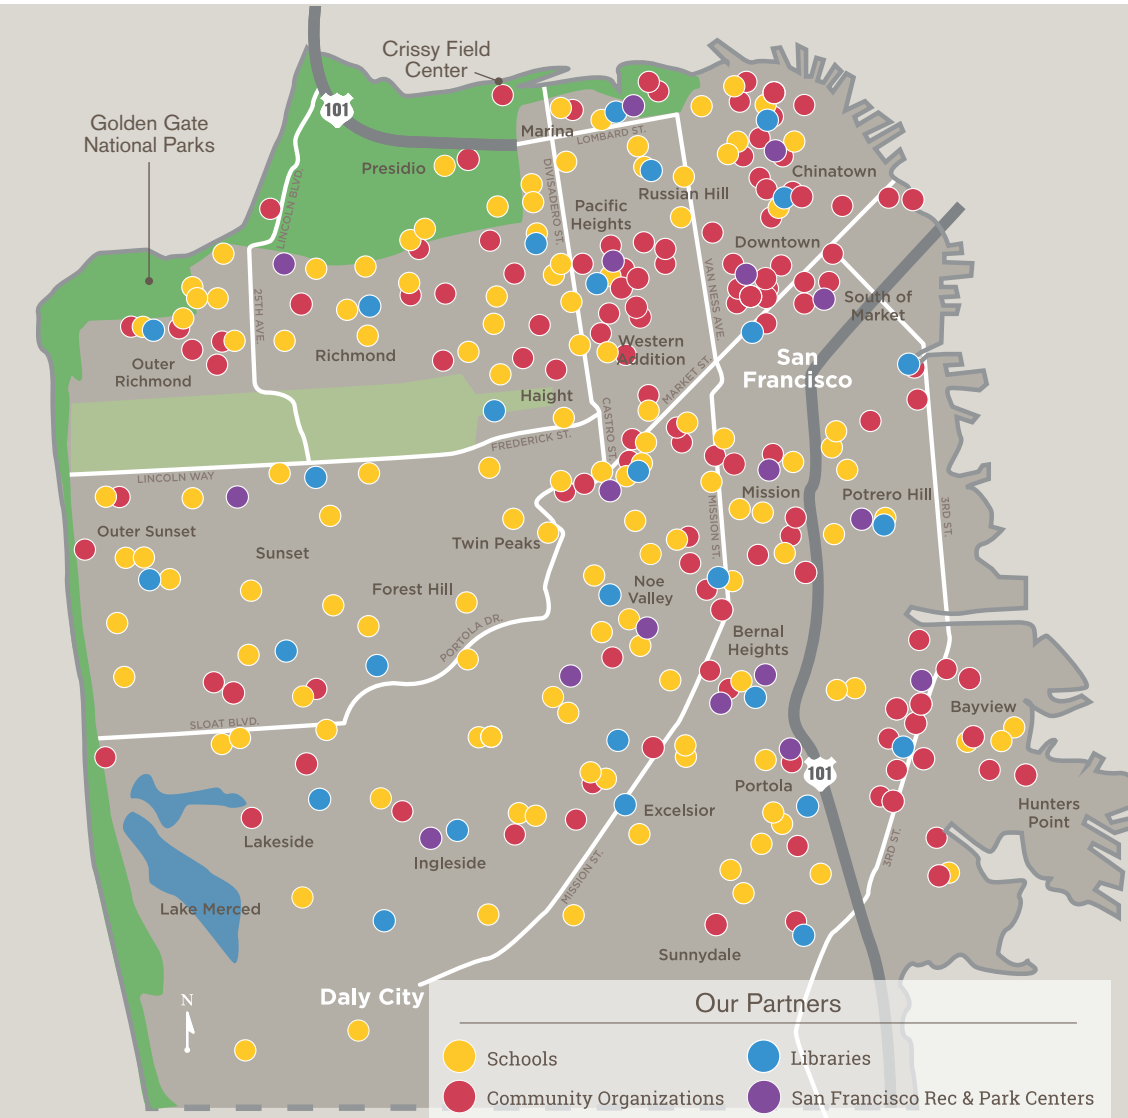 Crissy Field
Center
101
Golden Gate
National Parks
Marina
LOMBARD ST.
Presidio
LINCOLN BLVD.
DIVISADERO ST.
Russian Hill
Chinatown
Pacific
Heights
Downtown
VAN NESS AVE.
25TH AVE.
South of
Market
Richmond
Outer
Richmond
Western
Addition
San
Francisco
MARKET ST.
Haight
CASTRO ST.
FREDERICK ST.
LINCOLN WAY
Mission
Potrero Hill
3RD ST.
MISSION ST.
Outer Sunset
Sunset
Twin Peaks
Forest Hill
Noe
Valley
PORTOLA DR.
Bernal
Heights
SLOAT BLVD.
Bayview
101
Portola
Hunters
Point
Excelsior
Lakeside
Ingleside
3RD ST.
MISSION ST.
Lake Merced
Sunnydale
Daly City
N
Our Partners
Schools
Libraries
Community Organizations
San Francisco Rec & Park Centers